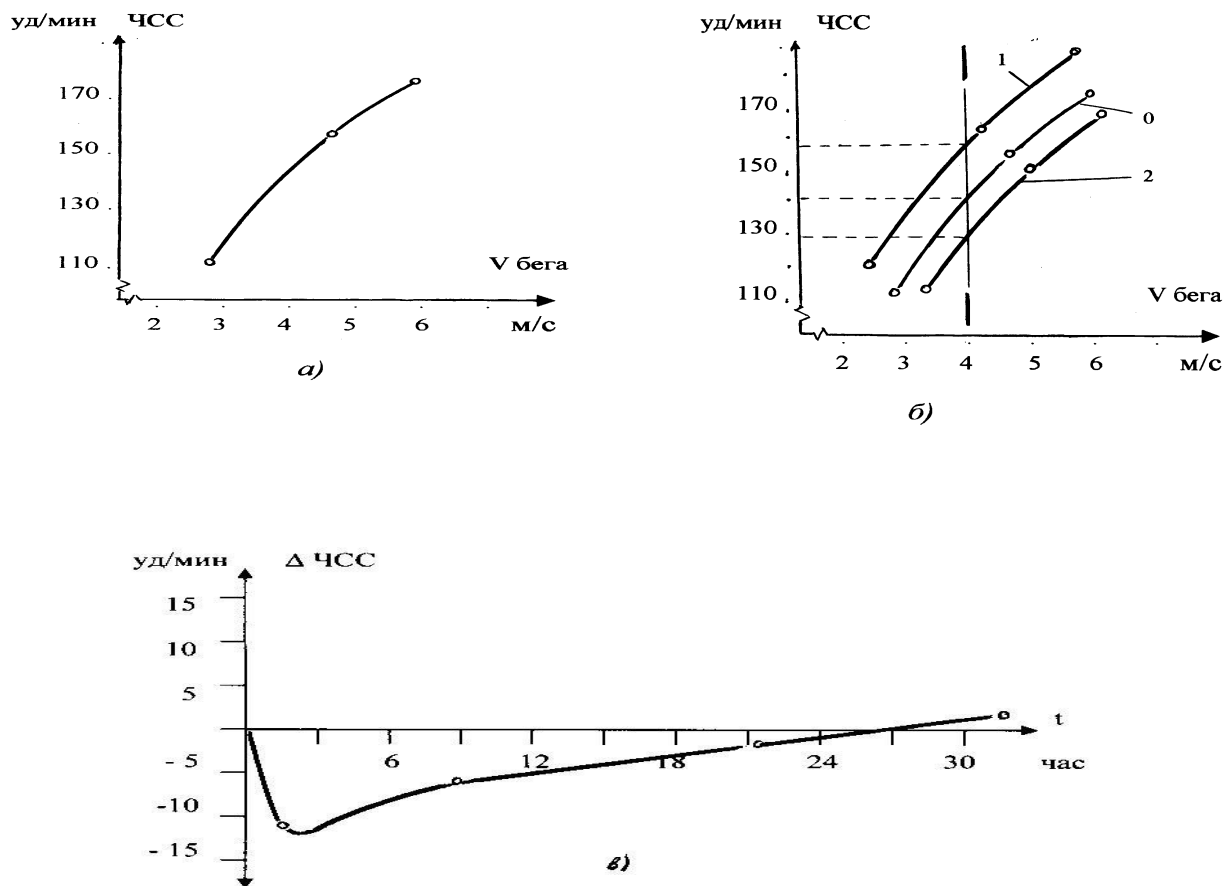 уд/мин ЧСС
170
150
130
110
V бега
2 3 4 5 6 м/с
а)
уд/мин ЧСС
170
150
130
110
1
0
2
V бега
2 3 4 5 6 м/с
б)
уд/мин Δ ЧСС
15
10
5
- 5
-10
- 15
6 12 18 24 30
t
час
в)